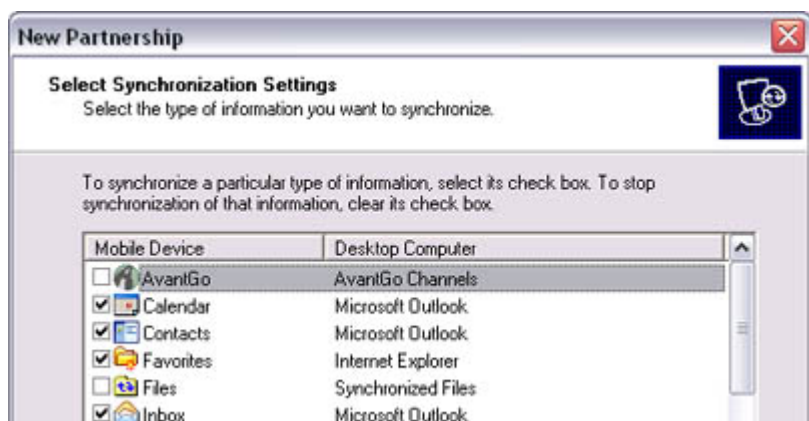 New Partnership
Select Synchronization Settings
Select the type of information you want to synchronize.
To synchronize a particular type of information, select its check box. To stop
synchronization of that information, clear its check box.
Mobile Device Desktop Computer
AvantGo AvantGo Channels
Calendar Microsoft Outlook
Contacts Microsoft Outlook
Favorites Internet Explorer
Files Synchronized Files
Inbox Microsoft Outlook